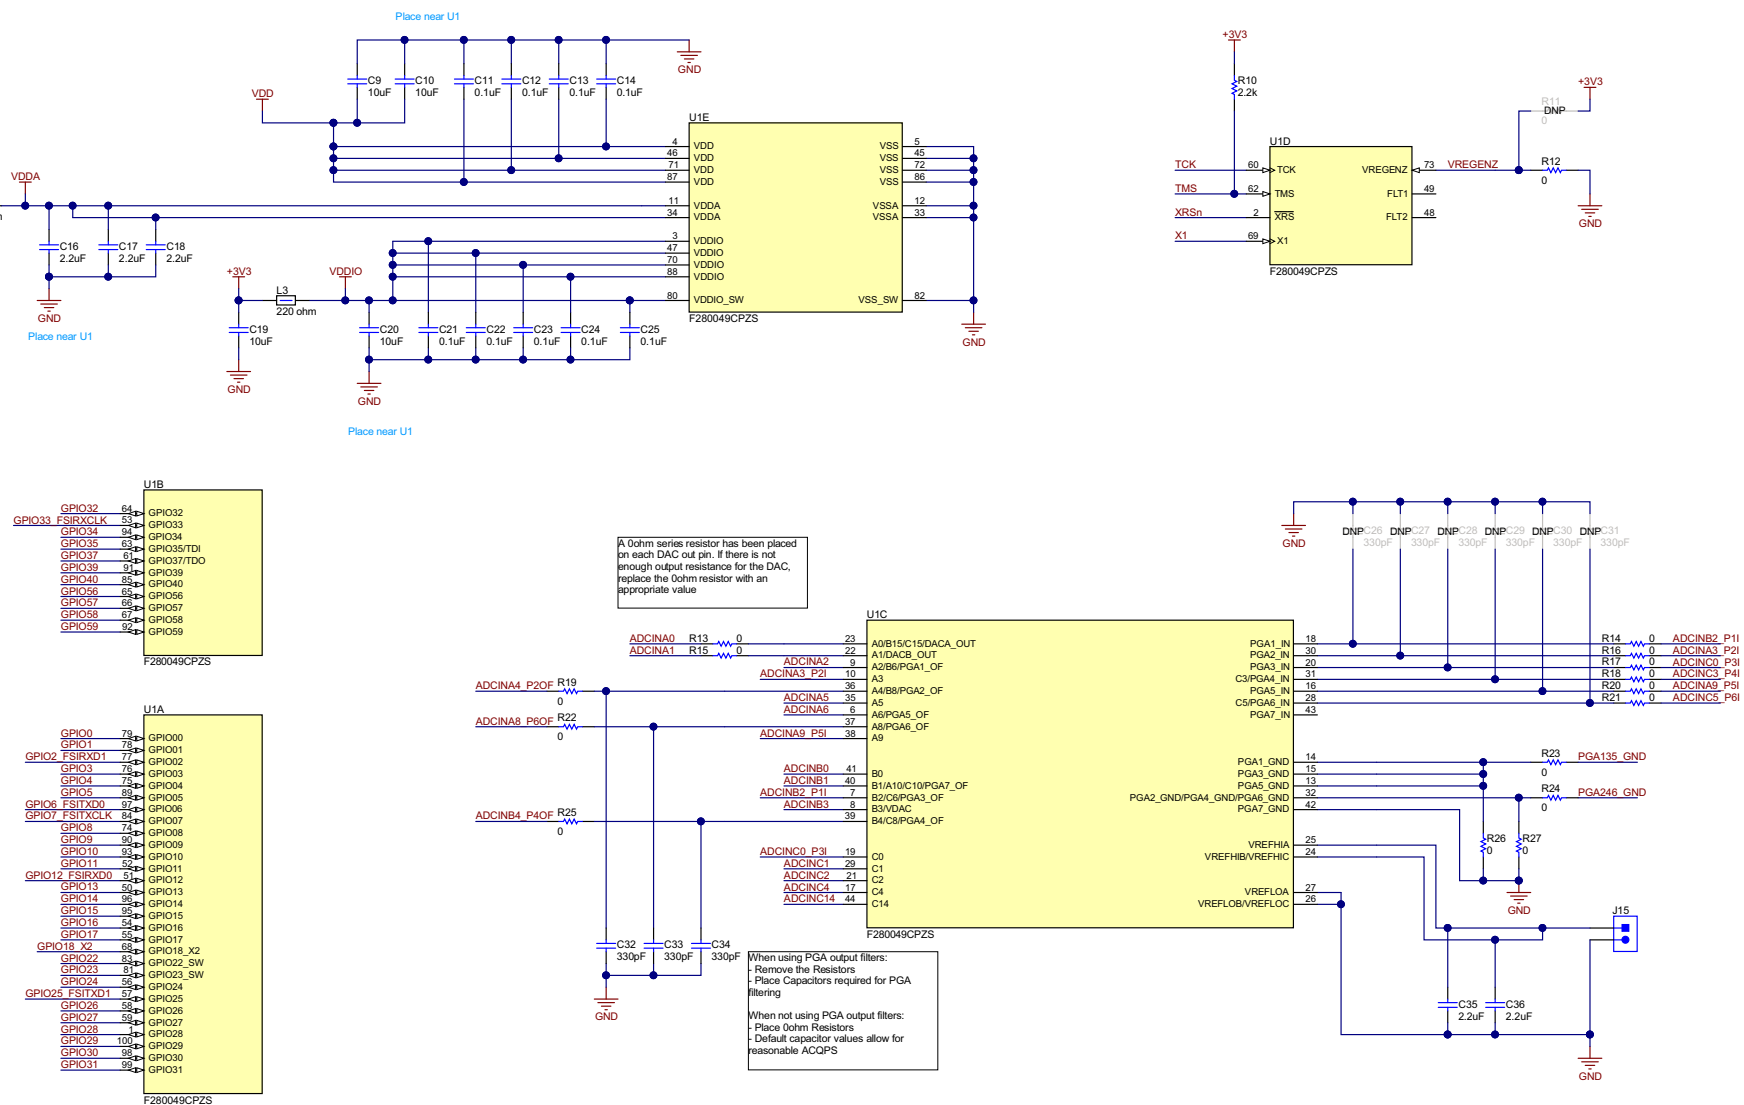 Place near U1
GND
C9
10uF
C10
10uF
C11
0.1uF
C12
0.1uF
C13
0.1uF
C14
0.1uF
VDD
U1E
4 VDD
46 VDD
71 VDD
87 VDD
11 VDDA
34 VDDA
3 VDDIO
47 VDDIO
70 VDDIO
88 VDDIO
80 VDDIO_SW
VSS 5
VSS 45
VSS 72
VSS 86
VSSA 12
VSSA 33
VSS_SW 82
F280049CPZS
GND
VDDA
C16
2.2uF
C17
2.2uF
C18
2.2uF
GND
Place near U1
+3V3
L3
220 ohm
VDDIO
C19
10uF
GND
C20
10uF
C21
0.1uF
C22
0.1uF
C23
0.1uF
C24
0.1uF
C25
0.1uF
GND
Place near U1
+3V3
R10
2.2k
U1D
TCK 60 TCK
TMS 62 TMS
XRSn 2 XRS
X1 69 X1
VREGENZ 73 VREGENZ
FLT1 49
FLT2 48
F280049CPZS
+3V3
R11
DNP
0
R12
0
GND
U1B
GPIO32 64 GPIO32
GPIO33_FSIRXCLK 53 GPIO33
GPIO34 94 GPIO34
GPIO35 63 GPIO35/TDI
GPIO37 61 GPIO37/TDO
GPIO39 91 GPIO39
GPIO40 85 GPIO40
GPIO56 65 GPIO56
GPIO57 66 GPIO57
GPIO58 67 GPIO58
GPIO59 92 GPIO59
F280049CPZS
U1A
GPIO0 79 GPIO00
GPIO1 78 GPIO01
GPIO2_FSIRXD1 77 GPIO02
GPIO3 76 GPIO03
GPIO4 75 GPIO04
GPIO5 89 GPIO05
GPIO6_FSITXD0 97 GPIO06
GPIO7_FSITXCLK 84 GPIO07
GPIO8 74 GPIO08
GPIO9 90 GPIO09
GPIO10 93 GPIO10
GPIO11 52 GPIO11
GPIO12_FSIRXD0 51 GPIO12
GPIO13 50 GPIO13
GPIO14 96 GPIO14
GPIO15 95 GPIO15
GPIO16 54 GPIO16
GPIO17 55 GPIO17
GPIO18_X2 68 GPIO18_X2
GPIO22 83 GPIO22_SW
GPIO23 81 GPIO23_SW
GPIO24 56 GPIO24
GPIO25_FSITXD1 57 GPIO25
GPIO26 58 GPIO26
GPIO27 59 GPIO27
GPIO28 1 GPIO28
GPIO29 100 GPIO29
GPIO30 98 GPIO30
GPIO31 99 GPIO31
F280049CPZS
A 0ohm series resistor has been placed
on each DAC out pin. If there is not
enough output resistance for the DAC,
replace the 0ohm resistor with an
appropriate value
U1C
ADCINA0 R13 0 23 A0/B15/C15/DACA_OUT
ADCINA1 R15 0 22 A1/DACB_OUT
ADCINA2 9 A2/B6/PGA1_OF
ADCINA3_P2I 10 A3
ADCINA4_P2OF R19 0 36 A4/B8/PGA2_OF
ADCINA5 35 A5
ADCINA6 6 A6/PGA5_OF
ADCINA8_P6OF R22 0 37 A8/PGA6_OF
ADCINA9_P5I 38 A9
ADCINB0 41 B0
ADCINB1 40 B1/A10/C10/PGA7_OF
ADCINB2_P1I 7 B2/C6/PGA3_OF
ADCINB3 8 B3/VDAC
ADCINB4_P4OF R25 0 39 B4/C8/PGA4_OF
ADCINC0_P3I 19 C0
ADCINC1 29 C1
ADCINC2 21 C2
ADCINC4 17 C4
ADCINC14 44 C14
F280049CPZS
PGA1_IN 18 R14 0 ADCINB2_P1I
PGA2_IN 30 R16 0 ADCINA3_P2I
PGA3_IN 20 R17 0 ADCINC0_P3I
C3/PGA4_IN 31 R18 0 ADCINC3_P4I
PGA5_IN 16 R20 0 ADCINA9_P5I
C5/PGA6_IN 28 R21 0 ADCINC5_P6I
PGA7_IN 43
PGA1_GND 14 R23 0 PGA135_GND
PGA3_GND 15
PGA5_GND 13
PGA2_GND/PGA4_GND/PGA6_GND 32 R24 0 PGA246_GND
PGA7_GND 42
VREFHIA 25
VREFHIB/VREFHIC 24
VREFLOA 27
VREFLOB/VREFLOC 26
GND
DNP C26
330pF
DNP C27
330pF
DNP C28
330pF
DNP C29
330pF
DNP C30
330pF
DNP C31
330pF
R26
0
R27
0
GND
J15
C35
2.2uF
C36
2.2uF
GND
C32
330pF
C33
330pF
C34
330pF
GND
When using PGA output filters:
- Remove the Resistors
- Place Capacitors required for PGA
filtering
When not using PGA output filters:
- Place 0ohm Resistors
- Default capacitor values allow for
reasonable ACQPS